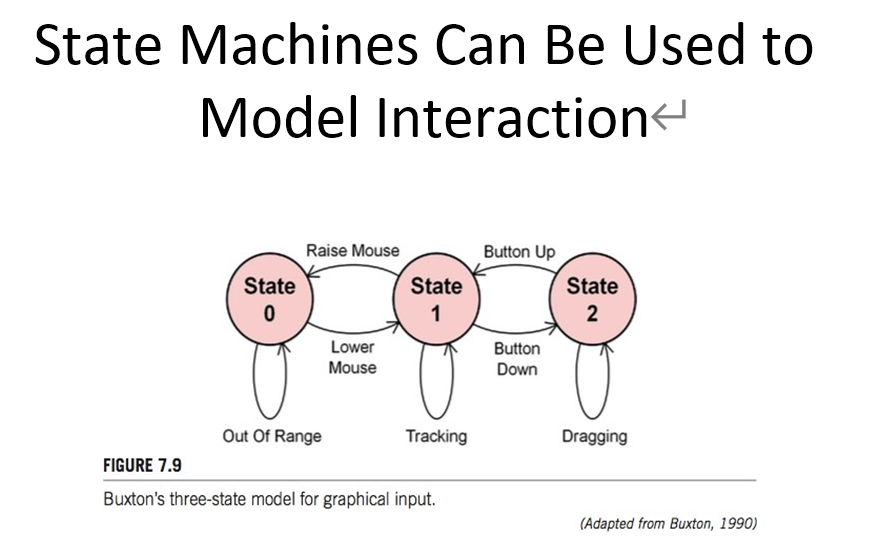 State Machines Can Be Used to
Model Interaction↵
Raise Mouse
Button Up
State
0
State
1
State
2
Lower
Mouse
Button
Down
Out Of Range
Tracking
Dragging
FIGURE 7.9
Buxton's three-state model for graphical input.
(Adapted from Buxton, 1990)